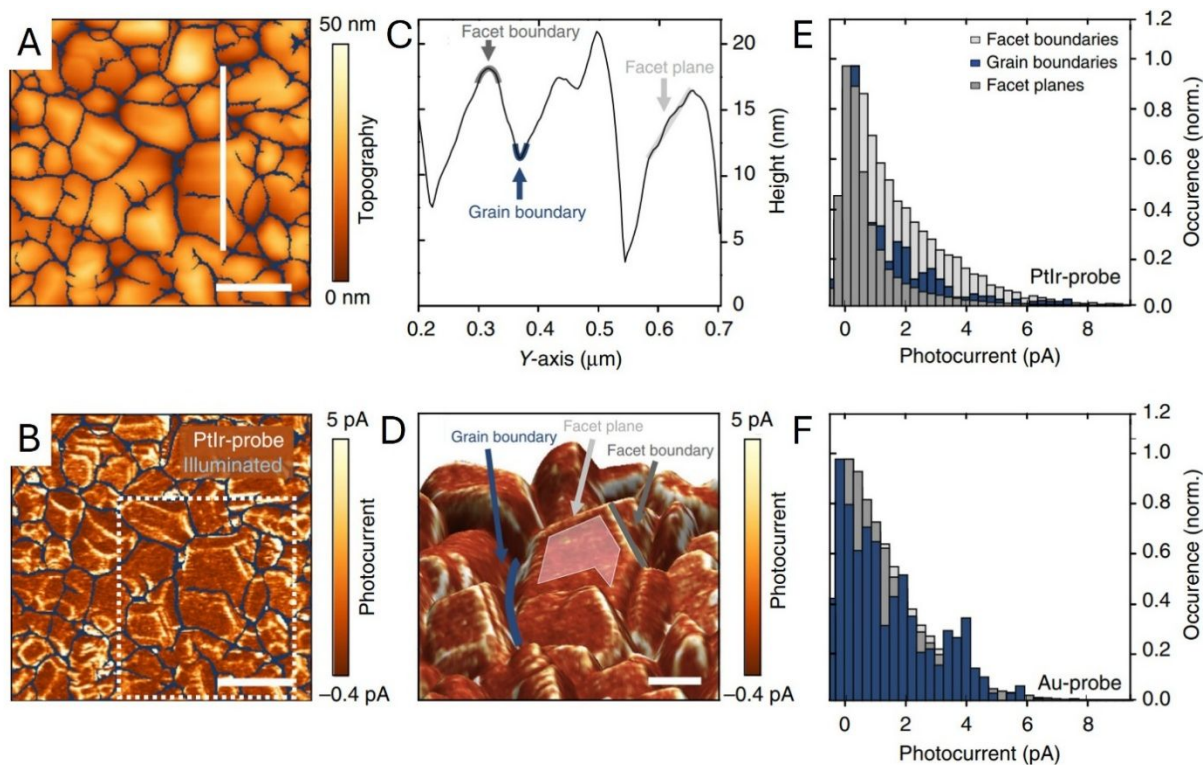 A
50 nm
Topography
0 nm
C
Facet boundary
Facet plane
Grain boundary
20
15
10
5
0
Height (nm)
0.2 0.3 0.4 0.5 0.6 0.7
Y-axis (μm)
E
Facet boundaries
Grain boundaries
Facet planes
PtIr-probe
1.2
1.0
0.8
0.6
0.4
0.2
0.0
Occurence (norm.)
0 2 4 6 8
Photocurrent (pA)
B
PtIr-probe
Illuminated
5 pA
Photocurrent
–0.4 pA
D
Grain boundary
Facet plane
Facet boundary
5 pA
Photocurrent
–0.4 pA
F
Au-probe
1.2
1.0
0.8
0.6
0.4
0.2
0.0
Occurence (norm.)
0 2 4 6 8
Photocurrent (pA)